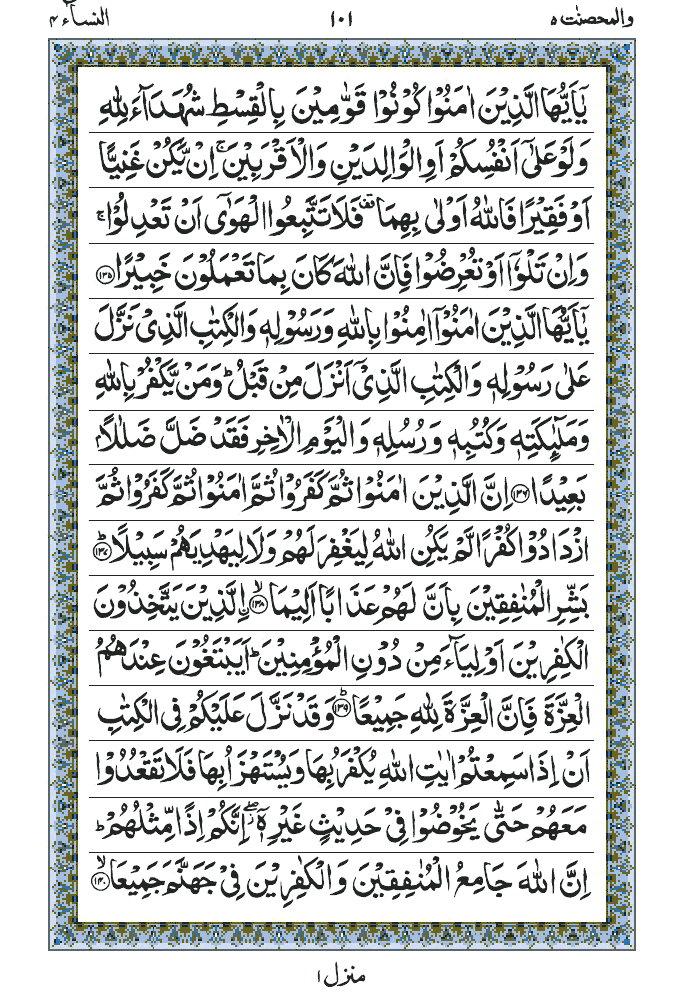 والمحصنٰت ٥ ١٠١ النسآء ٤
يٰۤاَيُّهَا الَّذِيْنَ اٰمَنُوْا كُوْنُوْا قَوّٰمِيْنَ بِالْقِسْطِ شُهَدَآءَ لِلّٰهِ
وَلَوْ عَلٰۤى اَنْفُسِكُمْ اَوِ الْوَالِدَيْنِ وَالْاَقْرَبِيْنَ ۚ اِنْ يَّكُنْ غَنِيًّا
اَوْ فَقِيْرًا فَاللّٰهُ اَوْلٰى بِهِمَا ۫ فَلَا تَتَّبِعُوا الْهَوٰۤى اَنْ تَعْدِلُوْا ۚ
وَاِنْ تَلْوٗۤا اَوْ تُعْرِضُوْا فَاِنَّ اللّٰهَ كَانَ بِمَا تَعْمَلُوْنَ خَبِيْرًا ١٣٥
يٰۤاَيُّهَا الَّذِيْنَ اٰمَنُوْۤا اٰمِنُوْا بِاللّٰهِ وَرَسُوْلِهٖ وَالْكِتٰبِ الَّذِيْ نَزَّلَ
عَلٰى رَسُوْلِهٖ وَالْكِتٰبِ الَّذِيْۤ اَنْزَلَ مِنْ قَبْلُ ؕ وَمَنْ يَّكْفُرْ بِاللّٰهِ
وَمَلٰٓئِكَتِهٖ وَكُتُبِهٖ وَرُسُلِهٖ وَالْيَوْمِ الْاٰخِرِ فَقَدْ ضَلَّ ضَلٰلًاۢ
بَعِيْدًا ١٣٦ اِنَّ الَّذِيْنَ اٰمَنُوْا ثُمَّ كَفَرُوْا ثُمَّ اٰمَنُوْا ثُمَّ كَفَرُوْا ثُمَّ
ازْدَادُوْا كُفْرًا لَّمْ يَكُنِ اللّٰهُ لِيَغْفِرَ لَهُمْ وَلَا لِيَهْدِيَهُمْ سَبِيْلًا ؕ ١٣٧
بَشِّرِ الْمُنٰفِقِيْنَ بِاَنَّ لَهُمْ عَذَابًا اَلِيْمَا ۙ ١٣٨ ۨالَّذِيْنَ يَتَّخِذُوْنَ
الْكٰفِرِيْنَ اَوْلِيَآءَ مِنْ دُوْنِ الْمُؤْمِنِيْنَ ؕ اَيَبْتَغُوْنَ عِنْدَهُمُ
الْعِزَّةَ فَاِنَّ الْعِزَّةَ لِلّٰهِ جَمِيْعًا ؕ ١٣٩ وَقَدْ نَزَّلَ عَلَيْكُمْ فِى الْكِتٰبِ
اَنْ اِذَا سَمِعْتُمْ اٰيٰتِ اللّٰهِ يُكْفَرُ بِهَا وَيُسْتَهْزَاُ بِهَا فَلَا تَقْعُدُوْا
مَعَهُمْ حَتّٰى يَخُوْضُوْا فِيْ حَدِيْثٍ غَيْرِهٖۤ ۖ اِنَّكُمْ اِذًا مِّثْلُهُمْ ؕ
اِنَّ اللّٰهَ جَامِعُ الْمُنٰفِقِيْنَ وَالْكٰفِرِيْنَ فِيْ جَهَنَّمَ جَمِيْعَا ۙ ١٤٠
منزل ١